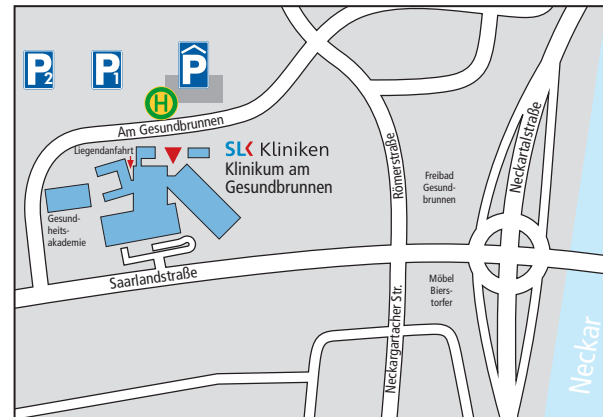 P2
P1
P
H
Am Gesundbrunnen
Liegendanfahrt
SLK Kliniken
Klinikum am
Gesundbrunnen
Gesund-
heits-
akademie
Saarlandstraße
Römerstraße
Freibad
Gesund-
brunnen
Neckartalstraße
Möbel
Biers-
torfer
Neckargartacher Str.
Neckar